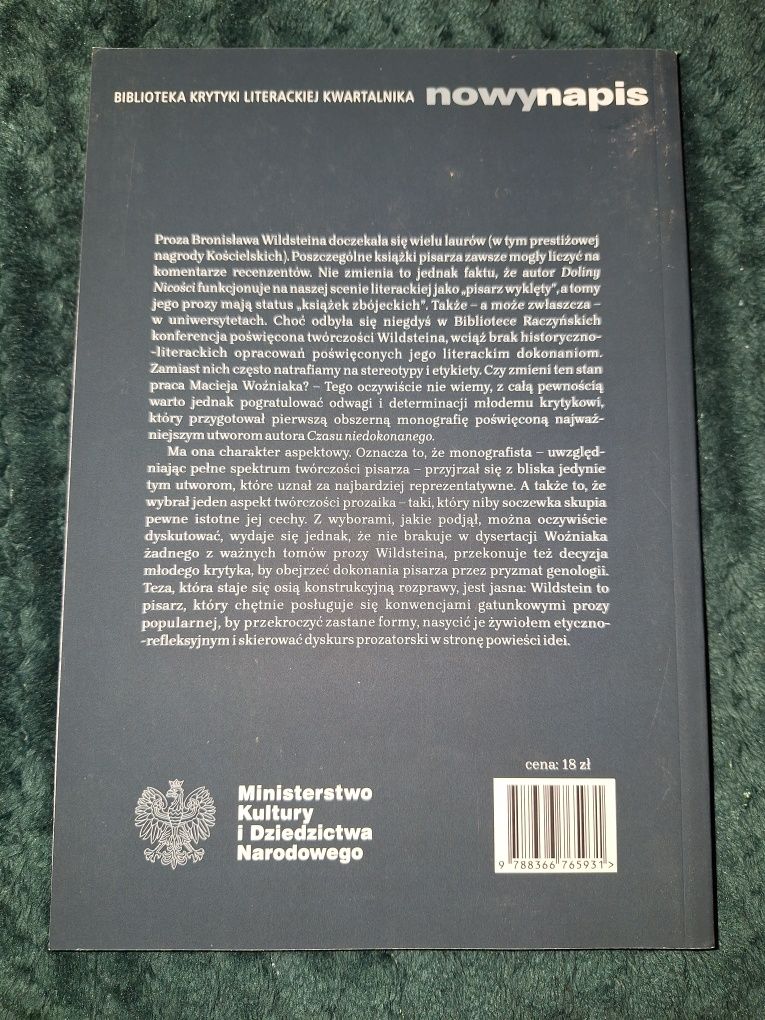 BIBLIOTEKA KRYTYKI LITERACKIEJ KWARTALNIKA nowynapis
Proza Bronisława Wildsteina doczekała się wielu laurów (w tym prestiżowej
nagrody Kościelskich). Poszczególne książki pisarza zawsze mogły liczyć na
komentarze recenzentów. Nie zmienia to jednak faktu, że autor Doliny
Nicości funkcjonuje na naszej scenie literackiej jako „pisarz wyklęty”, a tomy
jego prozy mają status „książek zbójeckich”. Także – a może zwłaszcza –
w uniwersytetach. Choć odbyła się niegdyś w Bibliotece Raczyńskich
konferencja poświęcona twórczości Wildsteina, wciąż brak historyczno-
-literackich opracowań poświęconych jego literackim dokonaniom.
Zamiast nich często natrafiamy na stereotypy i etykiety. Czy zmieni ten stan
praca Macieja Woźniaka? – Tego oczywiście nie wiemy, z całą pewnością
warto jednak pogratulować odwagi i determinacji młodemu krytykowi,
który przygotował pierwszą obszerną monografię poświęconą najważ-
niejszym utworom autora Czasu niedokonanego.
Ma ona charakter aspektowy. Oznacza to, że monografista – uwzględ-
niając pełne spektrum twórczości pisarza – przyjrzał się z bliska jedynie
tym utworom, które uznał za najbardziej reprezentatywne. A także to, że
wybrał jeden aspekt twórczości prozaika – taki, który niby soczewka skupia
pewne istotne jej cechy. Z wyborami, jakie podjął, można oczywiście
dyskutować, wydaje się jednak, że nie brakuje w dysertacji Woźniaka
żadnego z ważnych tomów prozy Wildsteina, przekonuje też decyzja
młodego krytyka, by obejrzeć dokonania pisarza przez pryzmat genologii.
Teza, która staje się osią konstrukcyjną rozprawy, jest jasna: Wildstein to
pisarz, który chętnie posługuje się konwencjami gatunkowymi prozy
popularnej, by przekroczyć zastane formy, nasycić je żywiołem etyczno-
-refleksyjnym i skierować dyskurs prozatorski w stronę powieści idei.
cena: 18 zł
Ministerstwo
Kultury
i Dziedzictwa
Narodowego
9 788366 765931 >